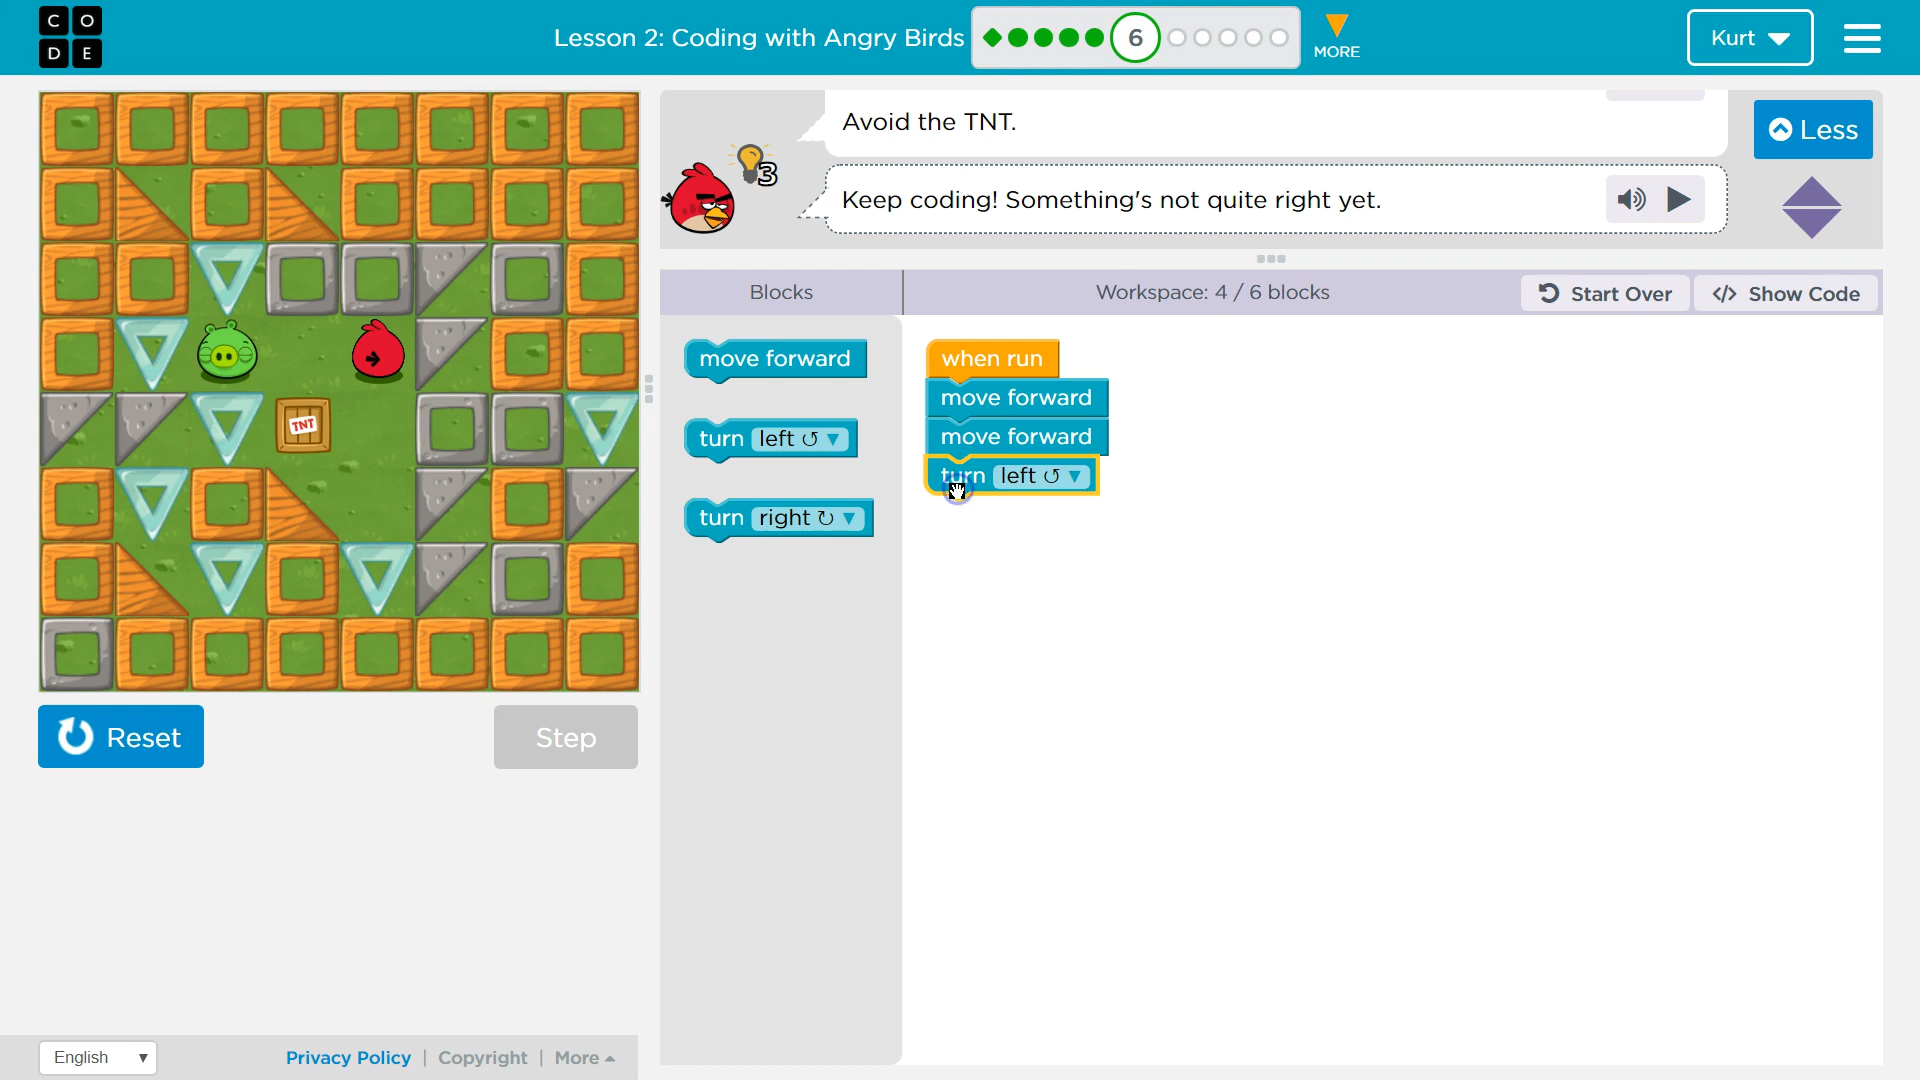 C O
D E
Lesson 2: Coding with Angry Birds
6
MORE
Kurt
Avoid the TNT.
3
Keep coding! Something's not quite right yet.
Less
Blocks
Workspace: 4 / 6 blocks
Start Over
</> Show Code
move forward
turn left ↺ ▼
turn right ↻ ▼
when run
move forward
move forward
turn left ↺ ▼
TNT
Reset
Step
English ▼
Privacy Policy | Copyright | More